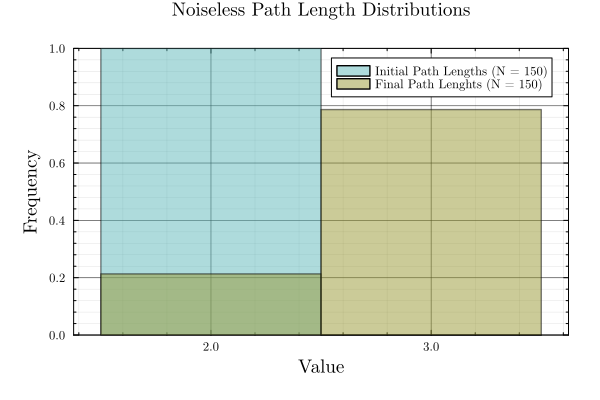 Noiseless Path Length Distributions
1.0
0.8
0.6
0.4
0.2
0.0
Frequency
Initial Path Lengths (N = 150)
Final Path Lenghts (N = 150)
2.0 3.0
Value